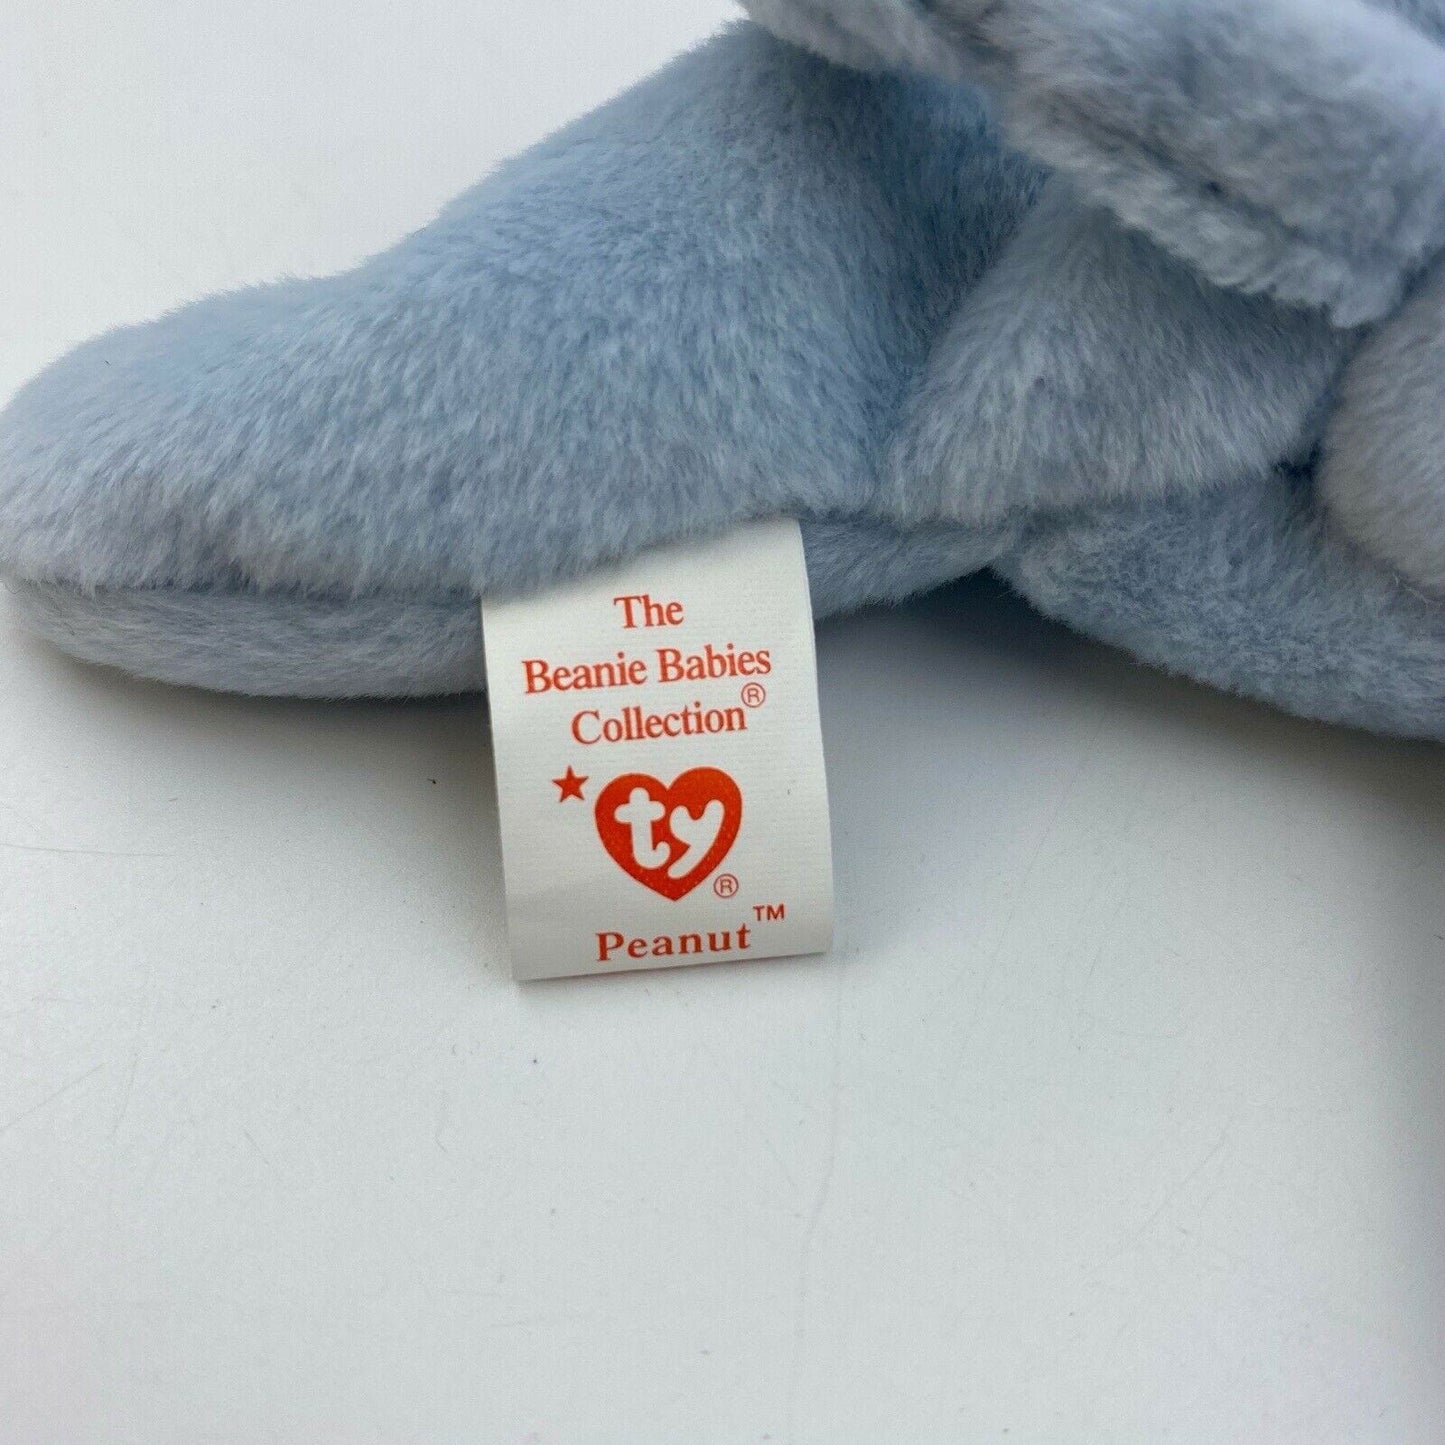 The
Beanie Babies
Collection®
★ ty®
Peanut™